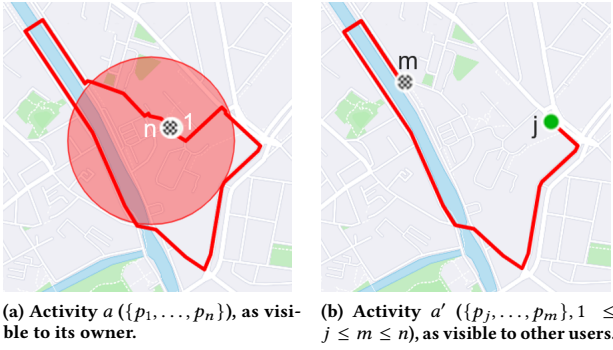 n 1
m
j
(a) Activity a ({p1, . . . , pn}), as visi-
ble to its owner.
(b) Activity a′ ({pj, . . . , pm}, 1 ≤
j ≤ m ≤ n), as visible to other users.